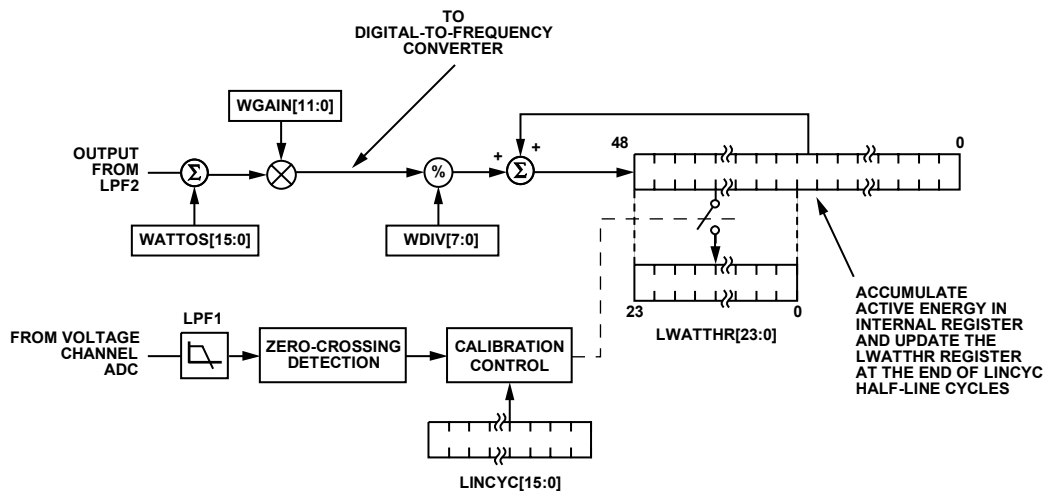 TO
DIGITAL-TO-FREQUENCY
CONVERTER
WGAIN[11:0]
OUTPUT
FROM
LPF2
Σ
%
+
+
Σ
48
0
WATTOS[15:0]
WDIV[7:0]
23
0
LWATTHR[23:0]
ACCUMULATE
ACTIVE ENERGY IN
INTERNAL REGISTER
AND UPDATE THE
LWATTHR REGISTER
AT THE END OF LINCYC
HALF-LINE CYCLES
FROM VOLTAGE
CHANNEL
ADC
LPF1
ZERO-CROSSING
DETECTION
CALIBRATION
CONTROL
LINCYC[15:0]